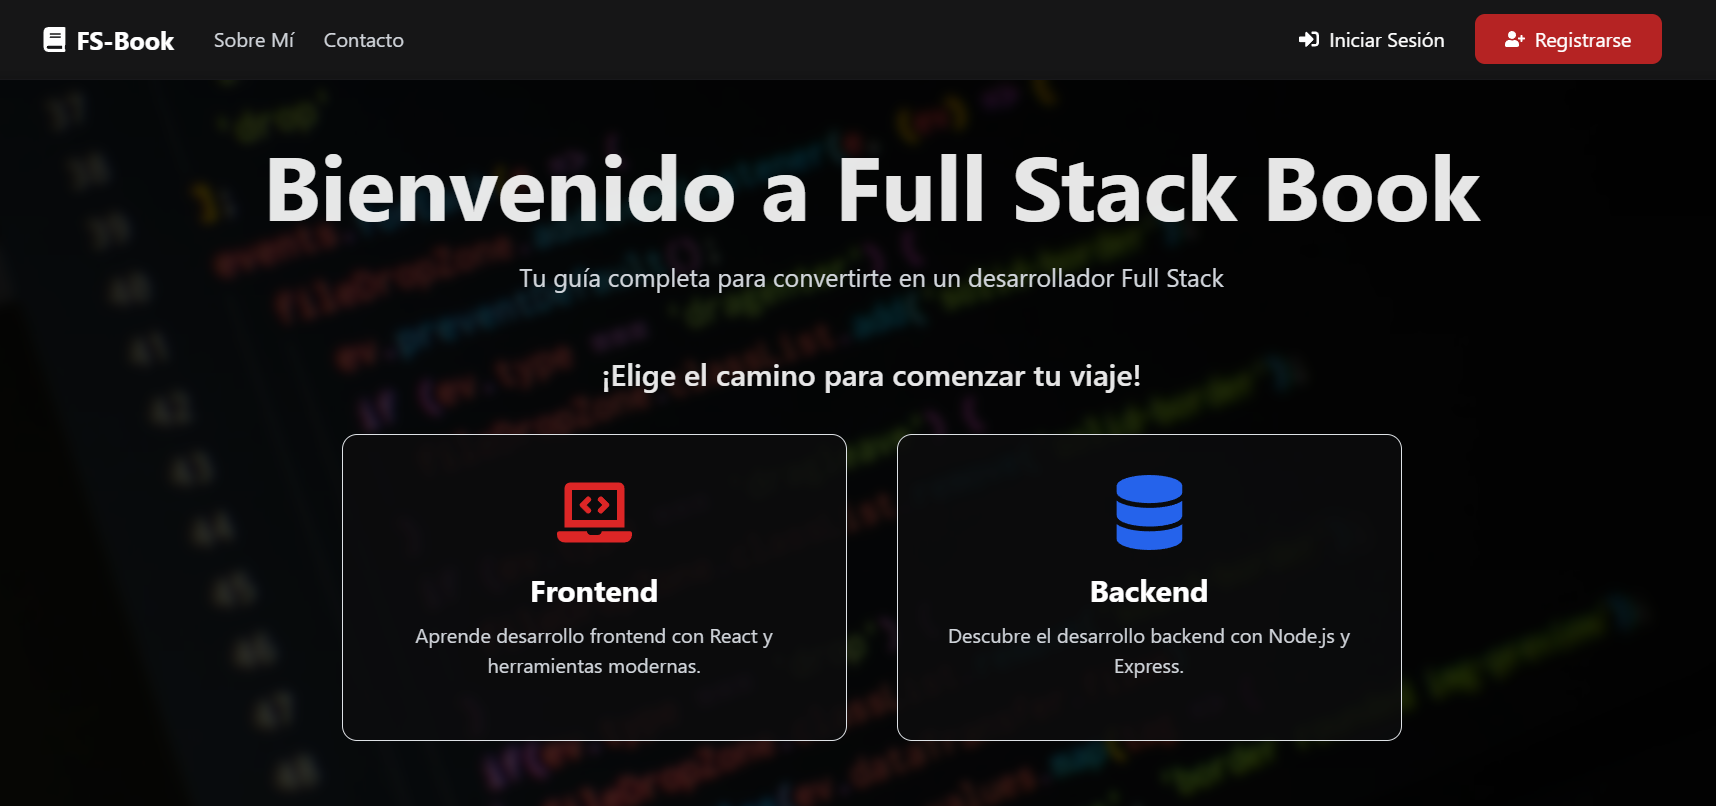 FS-Book Sobre Mí Contacto Iniciar Sesión Registrarse
Bienvenido a Full Stack Book
Tu guía completa para convertirte en un desarrollador Full Stack
¡Elige el camino para comenzar tu viaje!
Frontend
Aprende desarrollo frontend con React y
herramientas modernas.
Backend
Descubre el desarrollo backend con Node.js y
Express.